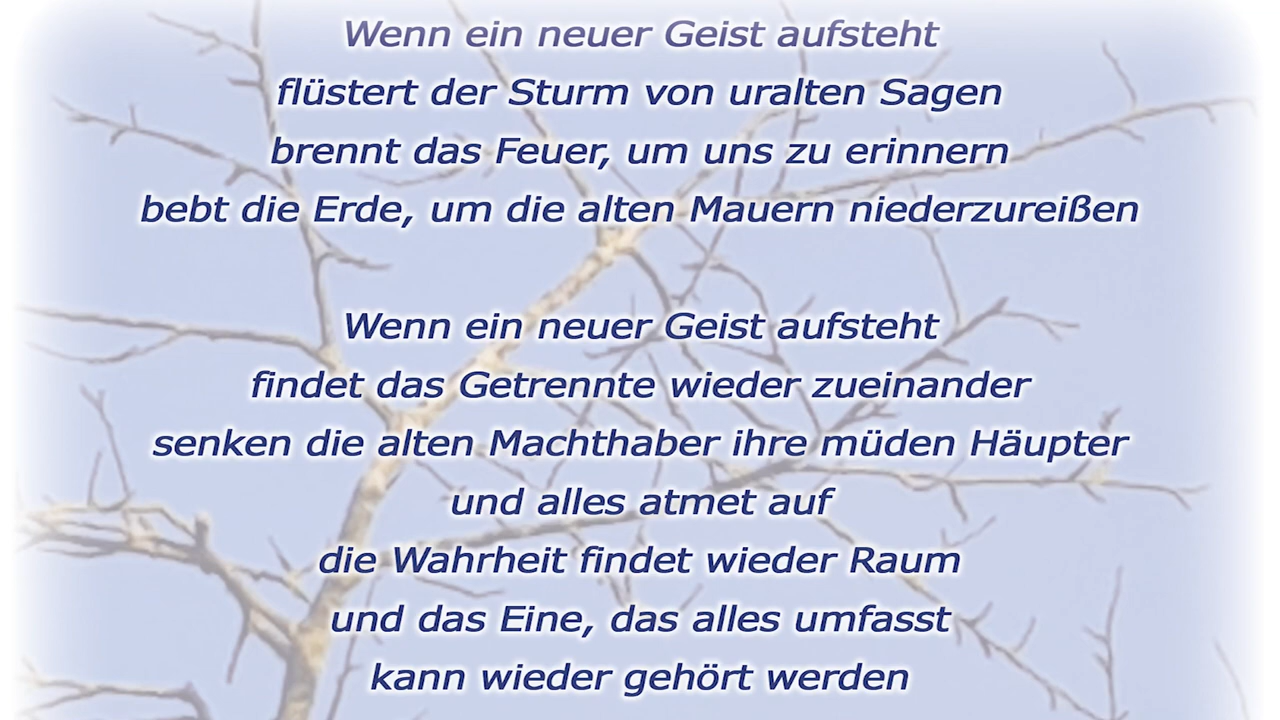 Wenn ein neuer Geist aufsteht
flüstert der Sturm von uralten Sagen
brennt das Feuer, um uns zu erinnern
bebt die Erde, um die alten Mauern niederzureißen
Wenn ein neuer Geist aufsteht
findet das Getrennte wieder zueinander
senken die alten Machthaber ihre müden Häupter
und alles atmet auf
die Wahrheit findet wieder Raum
und das Eine, das alles umfasst
kann wieder gehört werden